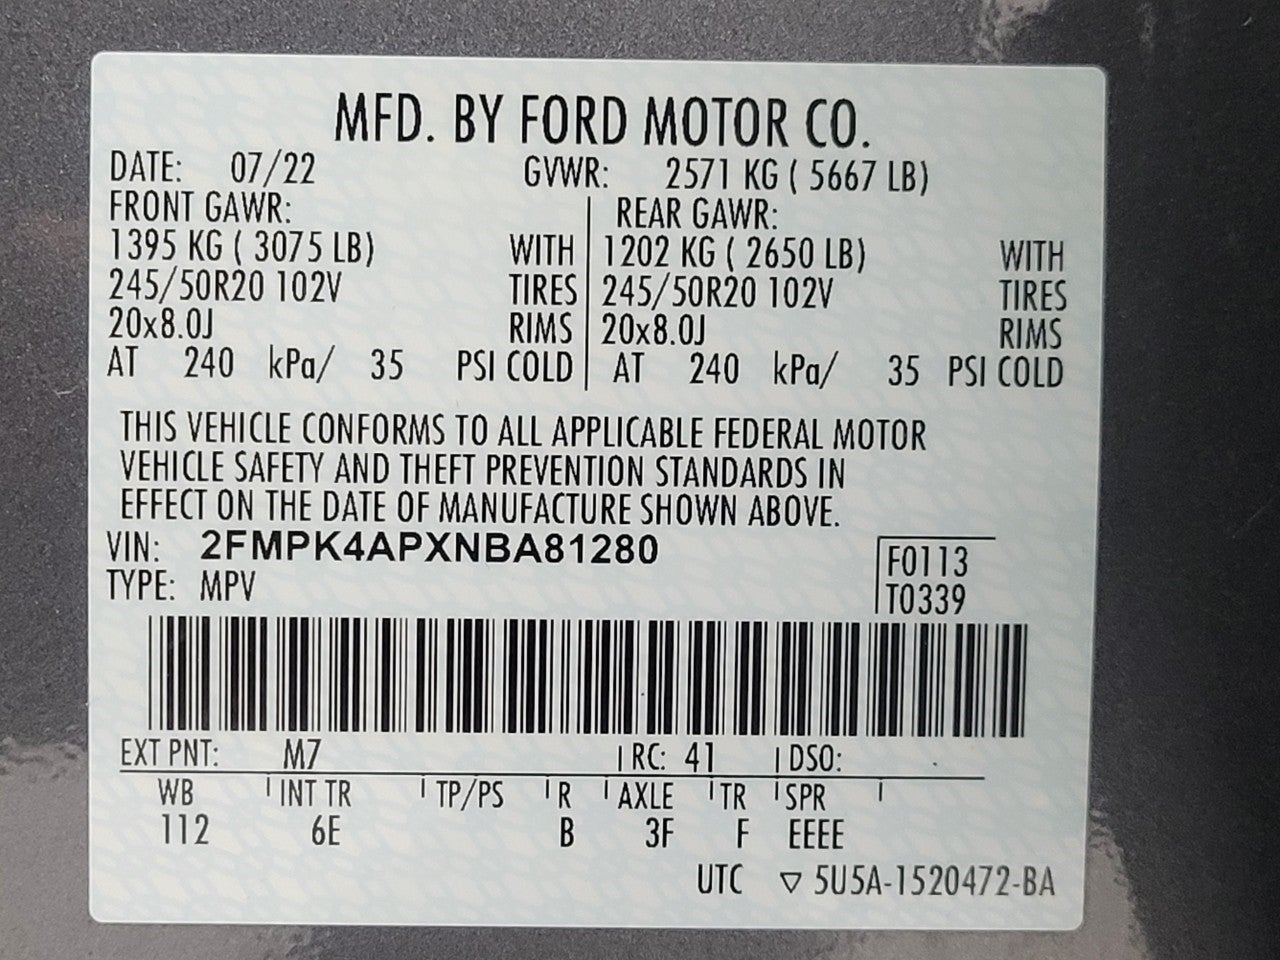 MFD. BY FORD MOTOR CO.
DATE: 07/22 GVWR: 2571 KG ( 5667 LB)
FRONT GAWR: REAR GAWR:
1395 KG ( 3075 LB) WITH 1202 KG ( 2650 LB) WITH
245/50R20 102V TIRES 245/50R20 102V TIRES
20x8.0J RIMS 20x8.0J RIMS
AT 240 kPa/ 35 PSI COLD AT 240 kPa/ 35 PSI COLD
THIS VEHICLE CONFORMS TO ALL APPLICABLE FEDERAL MOTOR
VEHICLE SAFETY AND THEFT PREVENTION STANDARDS IN
EFFECT ON THE DATE OF MANUFACTURE SHOWN ABOVE.
VIN: 2FMPK4APXNBA81280 F0113
TYPE: MPV T0339
EXT PNT: M7 RC: 41 DSO:
WB INT TR TP/PS R AXLE TR SPR
112 6E B 3F F EEEE
UTC ▽ 5U5A-1520472-BA